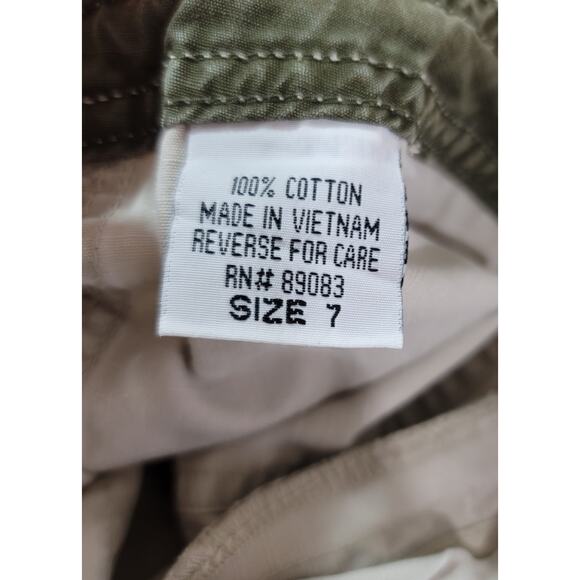 100% COTTON
MADE IN VIETNAM
REVERSE FOR CARE
RN# 89083
SIZE 7